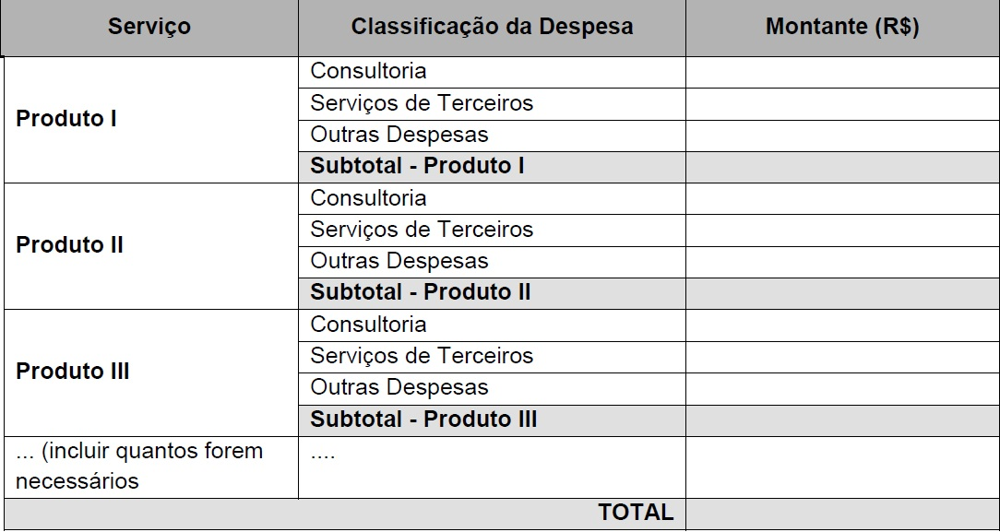 Serviço Classificação da Despesa Montante (R$)
Produto I
Consultoria
Serviços de Terceiros
Outras Despesas
Subtotal - Produto I
Produto II
Consultoria
Serviços de Terceiros
Outras Despesas
Subtotal - Produto II
Produto III
Consultoria
Serviços de Terceiros
Outras Despesas
Subtotal - Produto III
... (incluir quantos forem
necessários
....
TOTAL